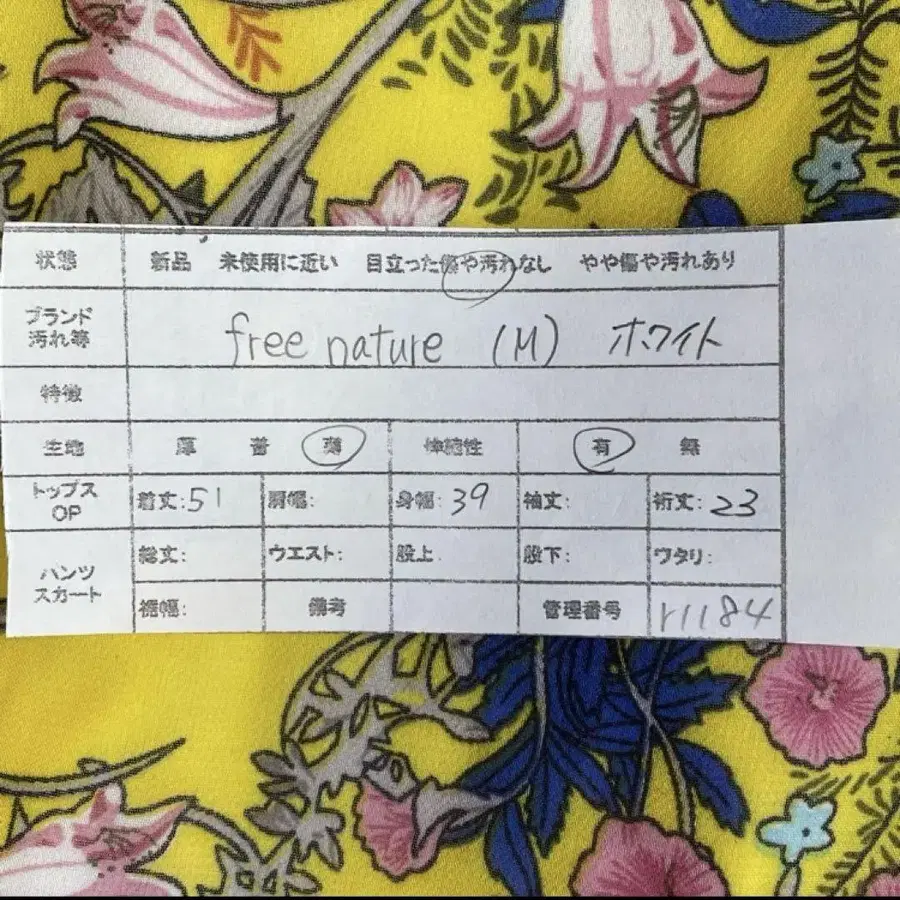 状態 新品 未使用に近い 目立った傷や汚れなし やや傷や汚れあり
ブランド
汚れ等
free nature (M) ホワイト
特徴
生地 厚 普 薄 伸縮性 有 無
トップス
OP
着丈:51 肩幅: 身幅:39 袖丈: 裄丈:23
パンツ
スカート
総丈: ウエスト: 股上: 股下: ワタリ:
裾幅: 備考 管理番号 r1184